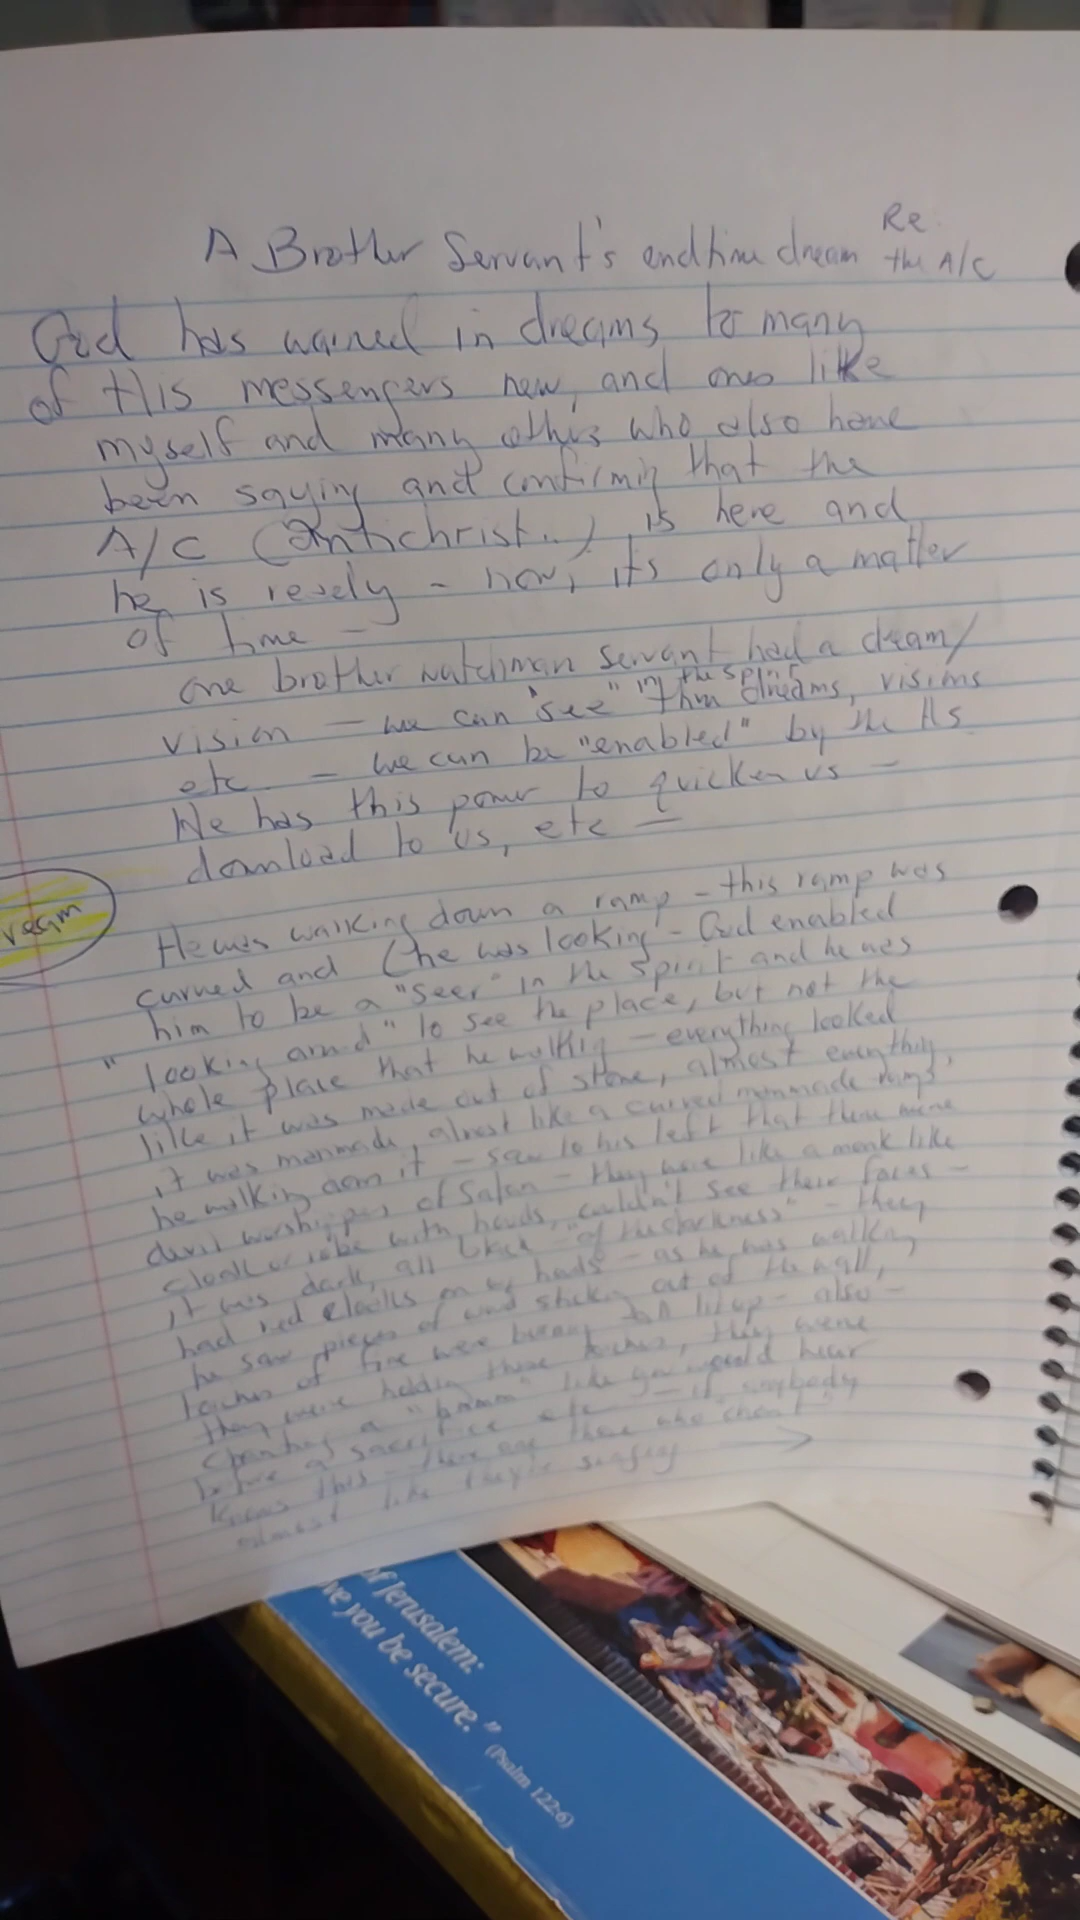 A Brother Servant's endtime dream Re. the A/C
God has warned in dreams to many
of His messengers now, and ones like
myself and many others who also have
been saying and confirming that the
A/C (Antichrist..) is here and
he is ready - now, it's only a matter
of time -
one brother watchman servant had a dream/
vision - we can "see" in the spirit thru dreams, visions
etc - we can be "enabled" by the HS
He has this power to quicken us -
download to us, etc -
ream
He was walking down a ramp - this ramp was
curved and (he was looking - God enabled
him to be a "seer" in the spirit and he was
"looking around" to see the place, but not the
whole place that he walking - everything looked
like it was made out of stone, almost everything,
it was manmade, almost like a curved manmade ramp
he walking down it - saw to his left that there were
devil worshippers of Satan - they were like a monk like
cloak or robe with hoods, couldn't see their faces -
it was dark, all black - "of the darkness" - they
had red cloaks on w/ hoods - as he was walking
he saw pieces of wood sticking out of the wall,
torches of fire were burning lit up - also -
they were holding these torches, they were
chanting a like you would hear
before a sacrifice etc - if anybody
knows this - there are those who "chant"
almost like they're singing →
of Jerusalem:
ve you be secure."
(Psalm 122:6)